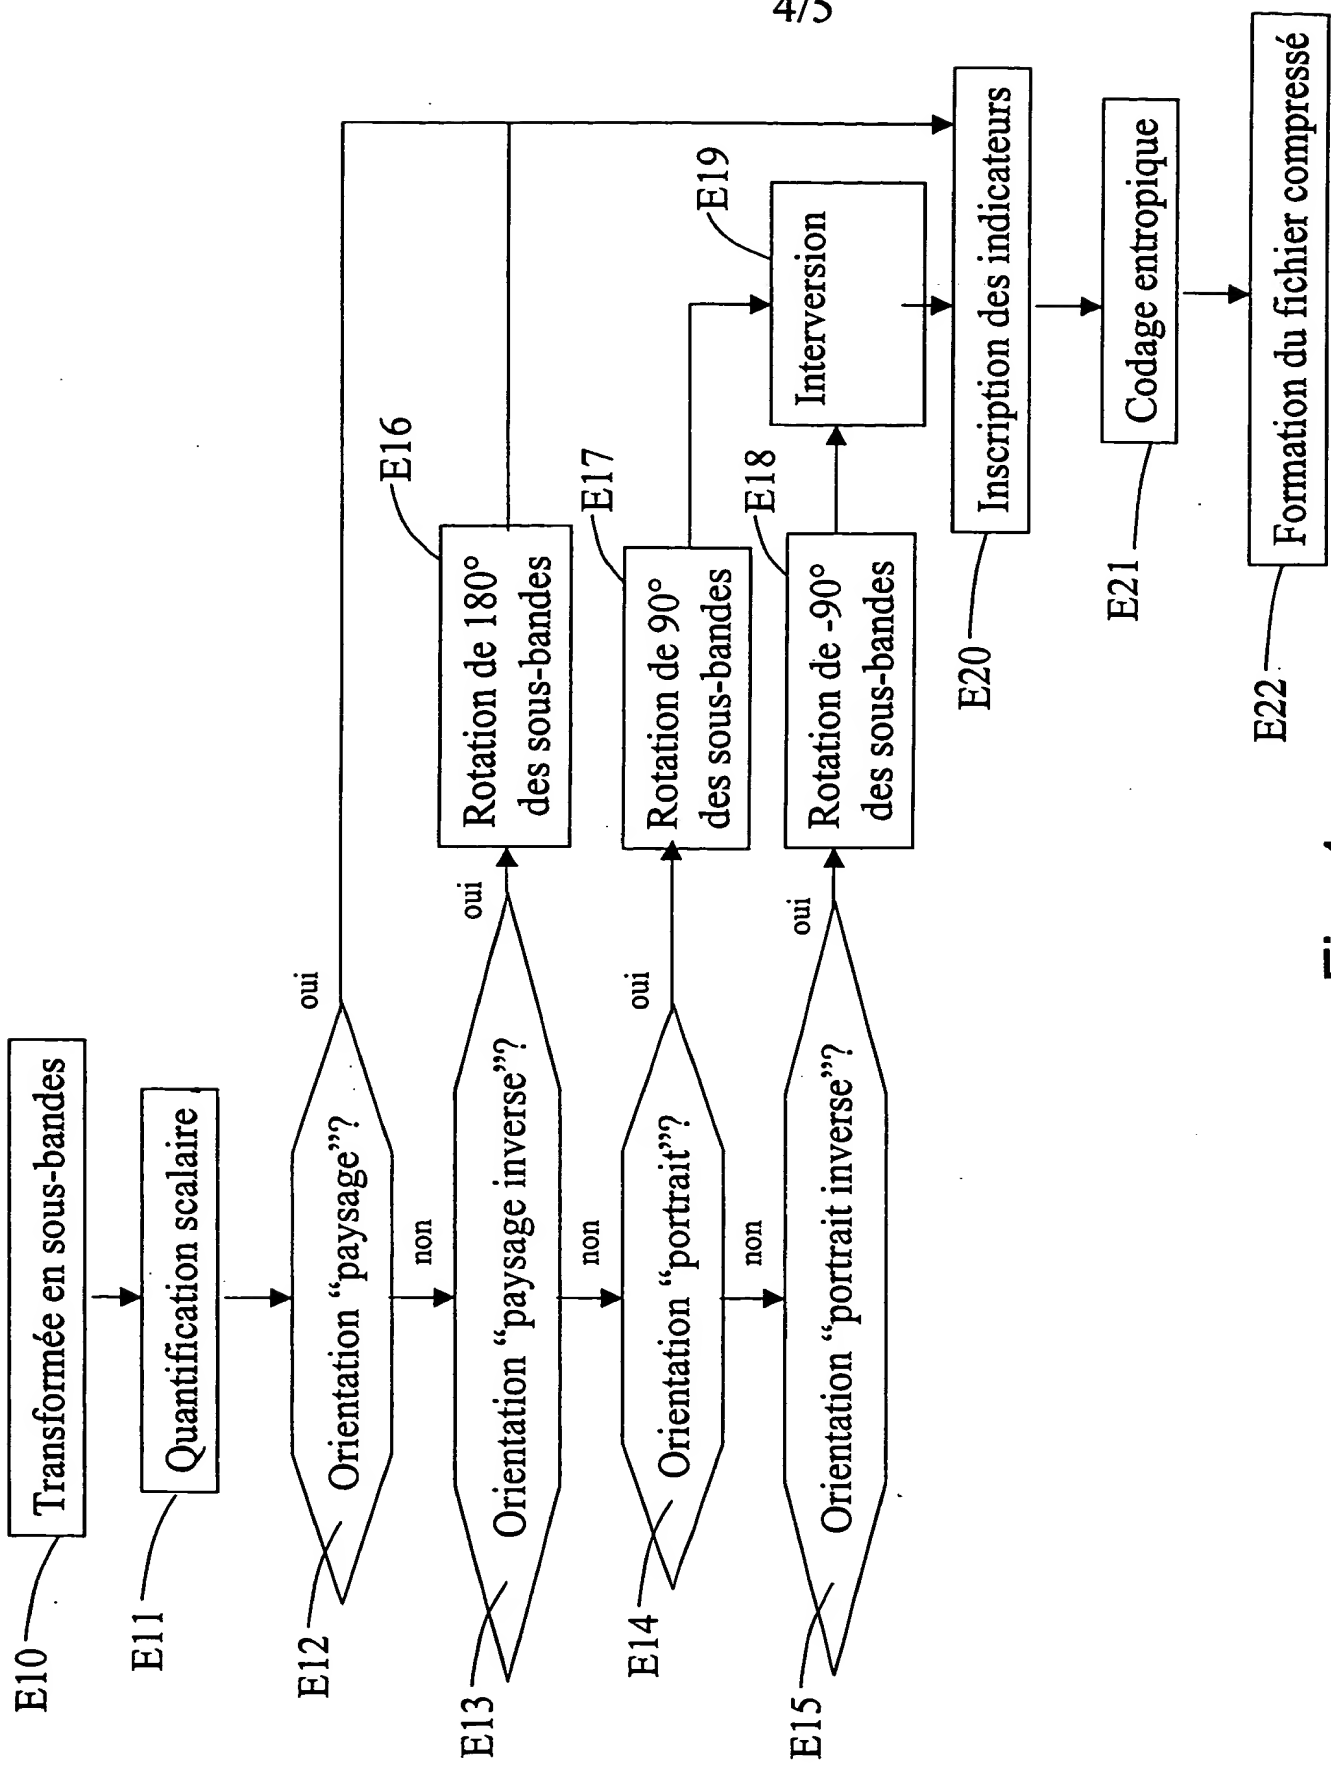 4/5
E10
Transformée en sous-bandes
E11
Quantification scalaire
E12
Orientation “paysage”?
oui
non
E13
Orientation “paysage inverse”?
oui
E16
Rotation de 180°
des sous-bandes
non
E14
Orientation “portrait”?
oui
E17
Rotation de 90°
des sous-bandes
non
E15
Orientation “portrait inverse”?
oui
E18
Rotation de -90°
des sous-bandes
E19
Interversion
E20
Inscription des indicateurs
E21
Codage entropique
E22
Formation du fichier compressé